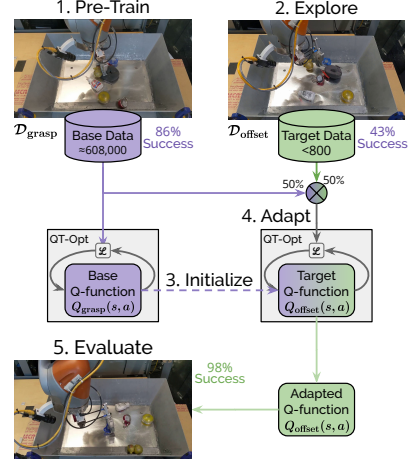 1. Pre-Train
2. Explore
𝒟grasp
Base Data
≈608,000
86%
Success
𝒟offset
Target Data
<800
43%
Success
50%
50%
4. Adapt
QT-Opt
ℒ
Base
Q-function
Qgrasp(s, a)
3. Initialize
QT-Opt
ℒ
Target
Q-function
Qoffset(s, a)
5. Evaluate
98%
Success
Adapted
Q-function
Qoffset(s, a)